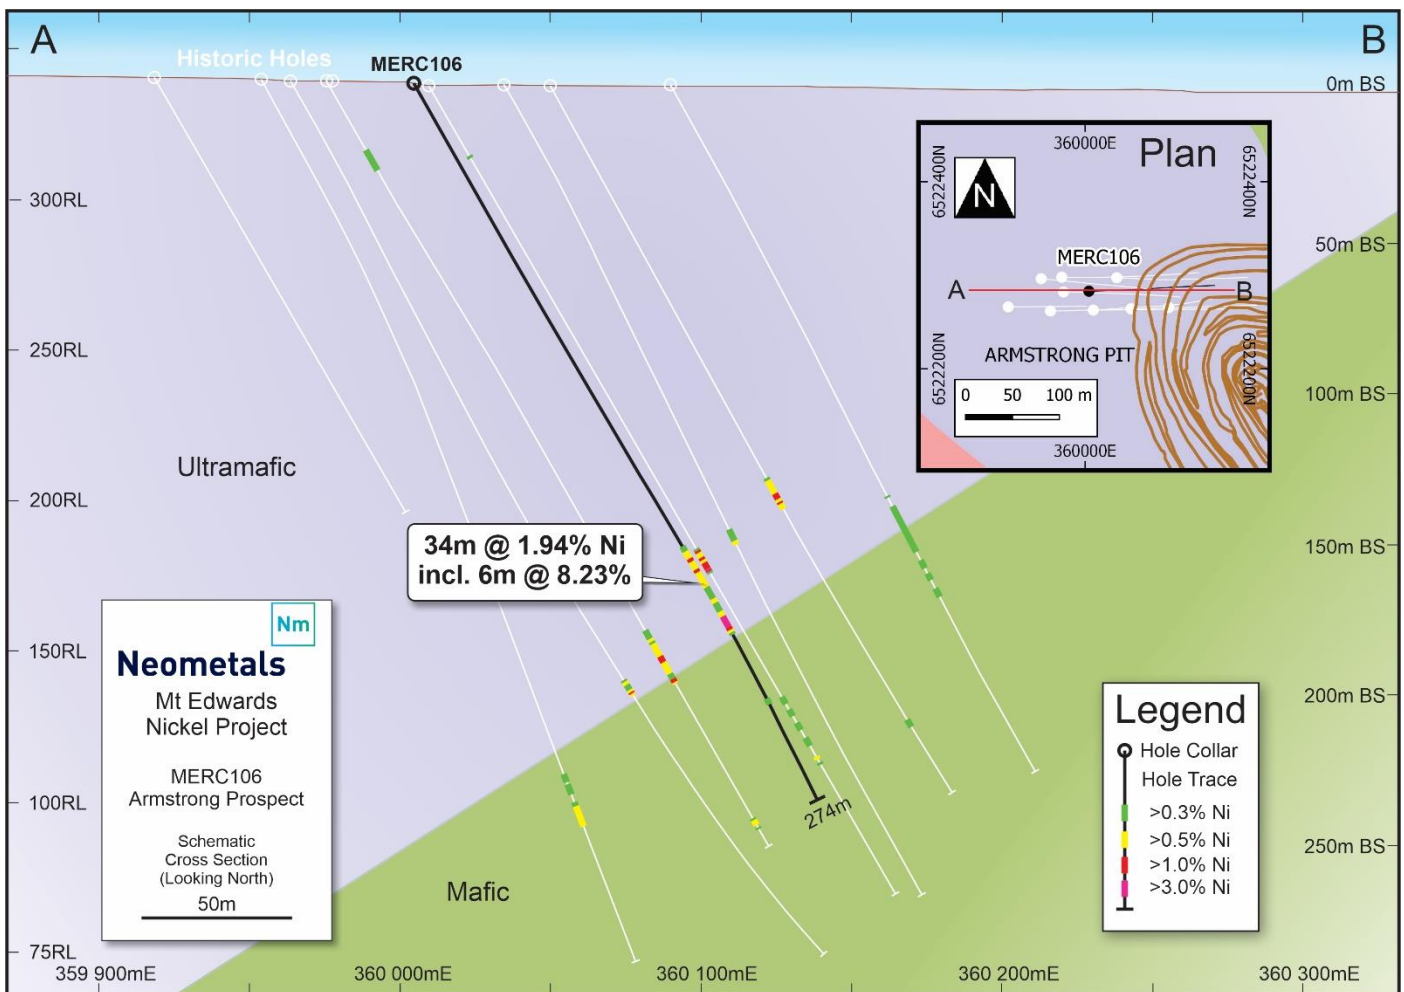 A
B
Historic Holes
MERC106
0m BS
300RL
250RL
200RL
150RL
100RL
75RL
50m BS
100m BS
150m BS
200m BS
250m BS
Plan
360000E
6522400N
6522400N
N
MERC106
A
B
ARMSTRONG PIT
6522200N
6522200N
0 50 100 m
360000E
Ultramafic
34m @ 1.94% Ni
incl. 6m @ 8.23%
Nm
Neometals
Mt Edwards
Nickel Project
MERC106
Armstrong Prospect
Schematic
Cross Section
(Looking North)
50m
274m
Mafic
Legend
Hole Collar
Hole Trace
>0.3% Ni
>0.5% Ni
>1.0% Ni
>3.0% Ni
359 900mE
360 000mE
360 100mE
360 200mE
360 300mE